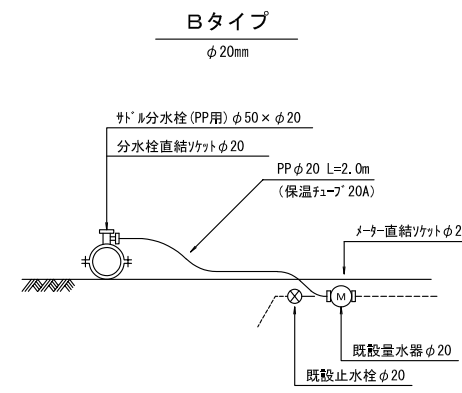 Bタイプ
φ20mm
サドル分水栓(PP用)φ50×φ20
分水栓直結ソケットφ20
PPφ20 L=2.0m
(保温チューブ20A)
メーター直結ソケットφ2
M
既設量水器φ20
既設止水栓φ20